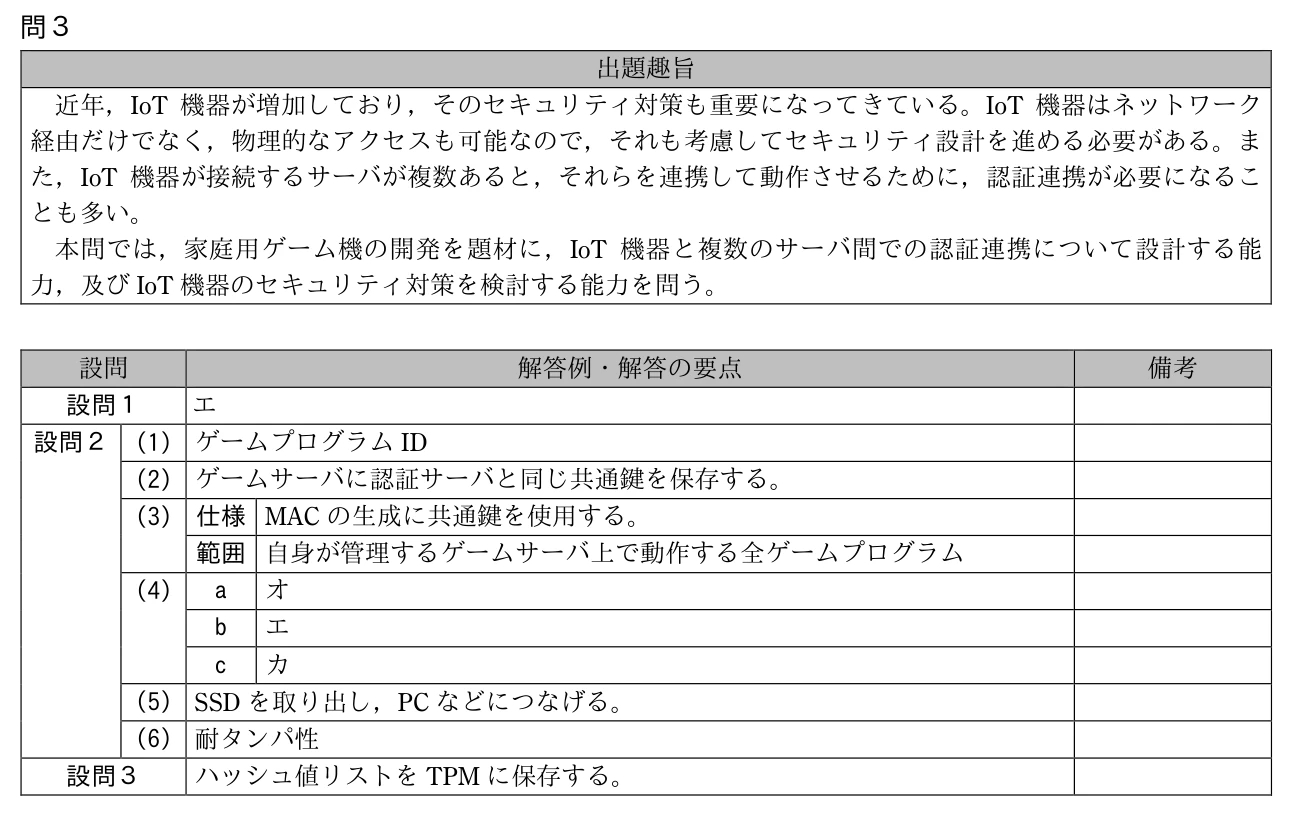 問3
出題趣旨
近年，IoT 機器が増加しており，そのセキュリティ対策も重要になってきている。IoT 機器はネットワーク
経由だけでなく，物理的なアクセスも可能なので，それも考慮してセキュリティ設計を進める必要がある。ま
た，IoT 機器が接続するサーバが複数あると，それらを連携して動作させるために，認証連携が必要になるこ
とも多い。
本問では，家庭用ゲーム機の開発を題材に，IoT 機器と複数のサーバ間での認証連携について設計する能
力，及び IoT 機器のセキュリティ対策を検討する能力を問う。
設問 解答例・解答の要点 備考
設問1 エ
設問2 (1) ゲームプログラム ID
(2) ゲームサーバに認証サーバと同じ共通鍵を保存する。
(3) 仕様 MAC の生成に共通鍵を使用する。
範囲 自身が管理するゲームサーバ上で動作する全ゲームプログラム
(4) a オ
b エ
c カ
(5) SSD を取り出し，PC などにつなげる。
(6) 耐タンパ性
設問3 ハッシュ値リストを TPM に保存する。